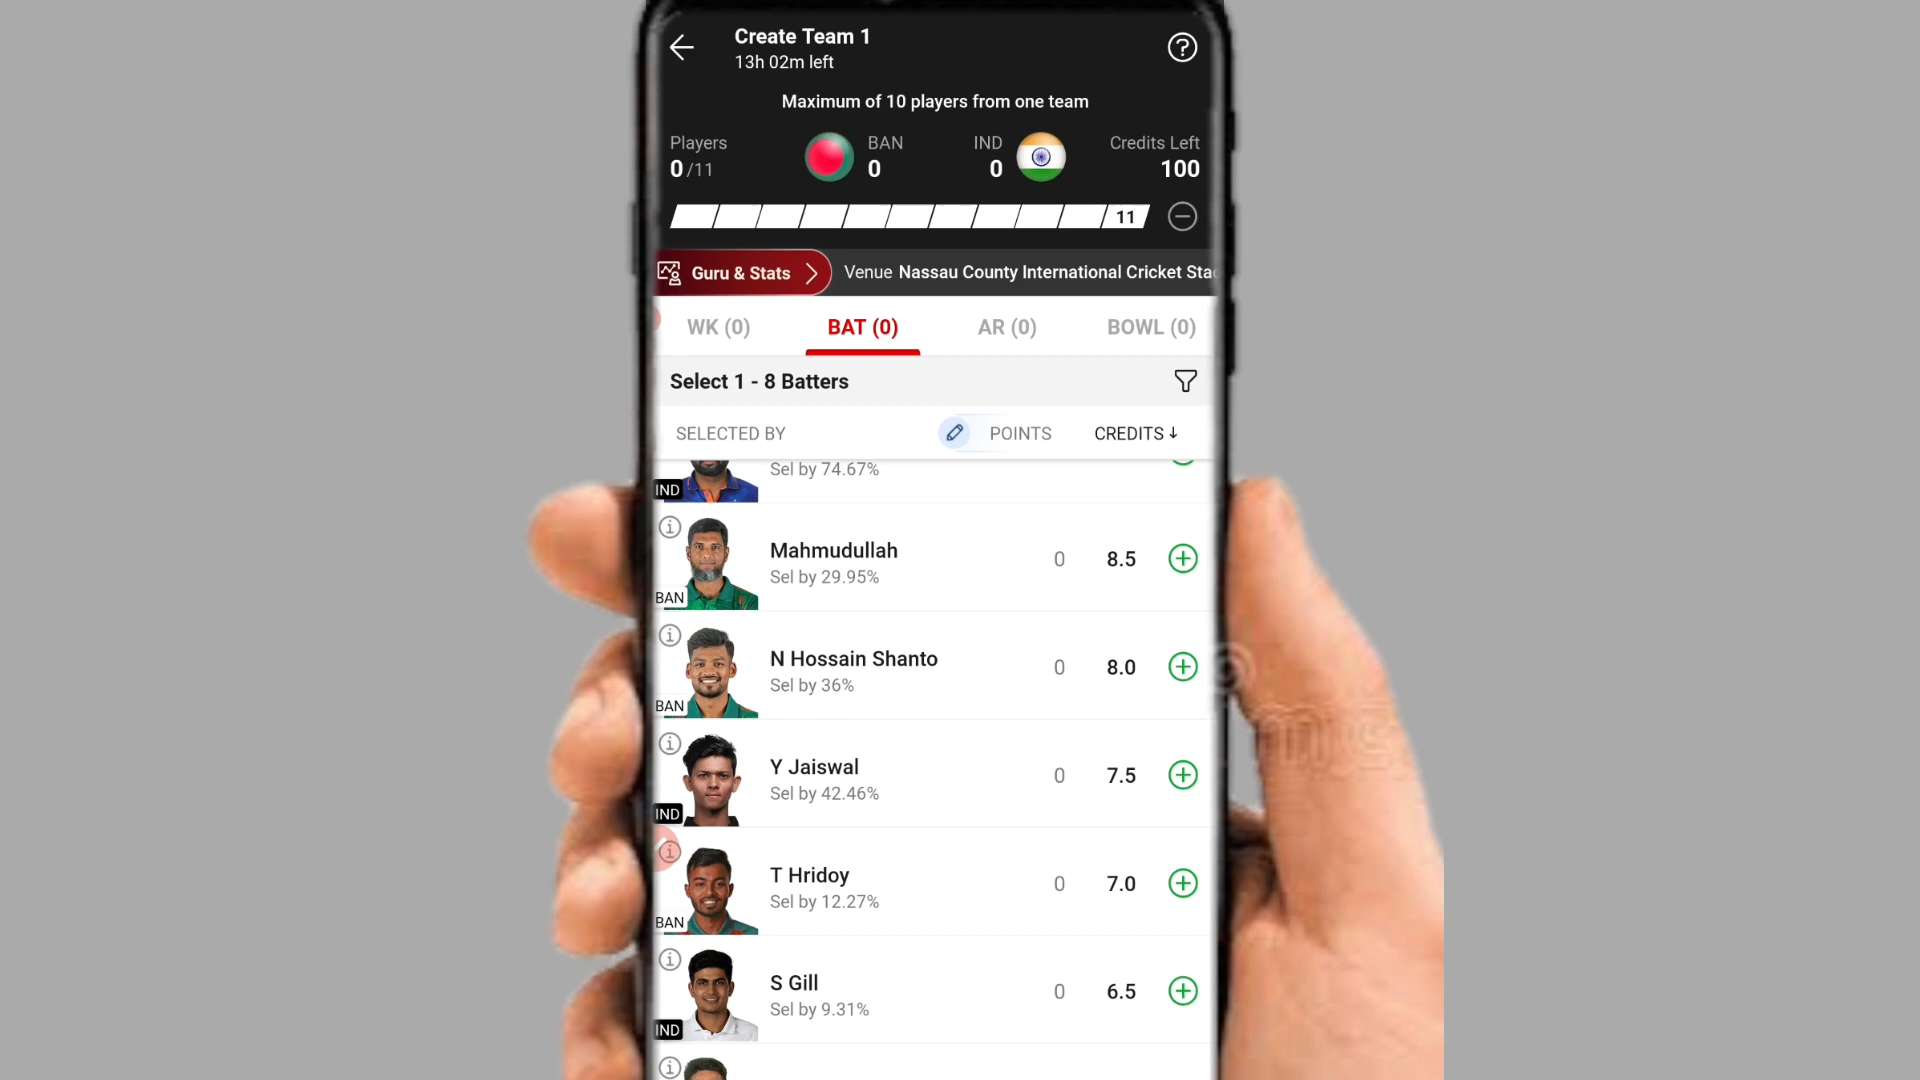 Create Team 1
13h 02m left
Maximum of 10 players from one team
Players
0/11
BAN
0
IND
0
Credits Left
100
11
Guru & Stats
Venue Nassau County International Cricket Sta
WK (0)
BAT (0)
AR (0)
BOWL (0)
Select 1 - 8 Batters
SELECTED BY
POINTS
CREDITS ↓
Sel by 74.67%
IND
Mahmudullah
Sel by 29.95%
BAN
0
8.5
N Hossain Shanto
Sel by 36%
BAN
0
8.0
Y Jaiswal
Sel by 42.46%
IND
0
7.5
T Hridoy
Sel by 12.27%
BAN
0
7.0
S Gill
Sel by 9.31%
IND
0
6.5